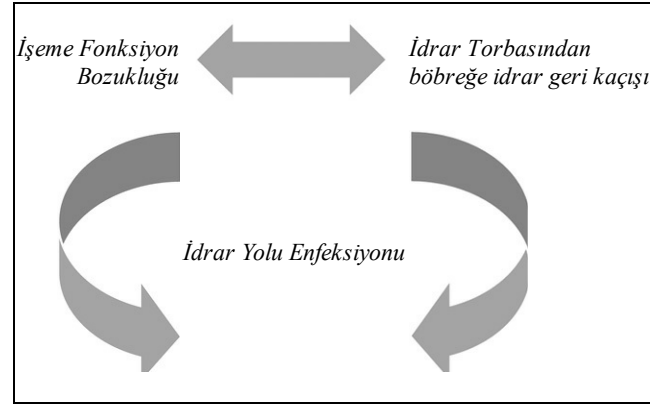 İşeme Fonksiyon
Bozukluğu
İdrar Torbasından
böbreğe idrar geri kaçışı
İdrar Yolu Enfeksiyonu